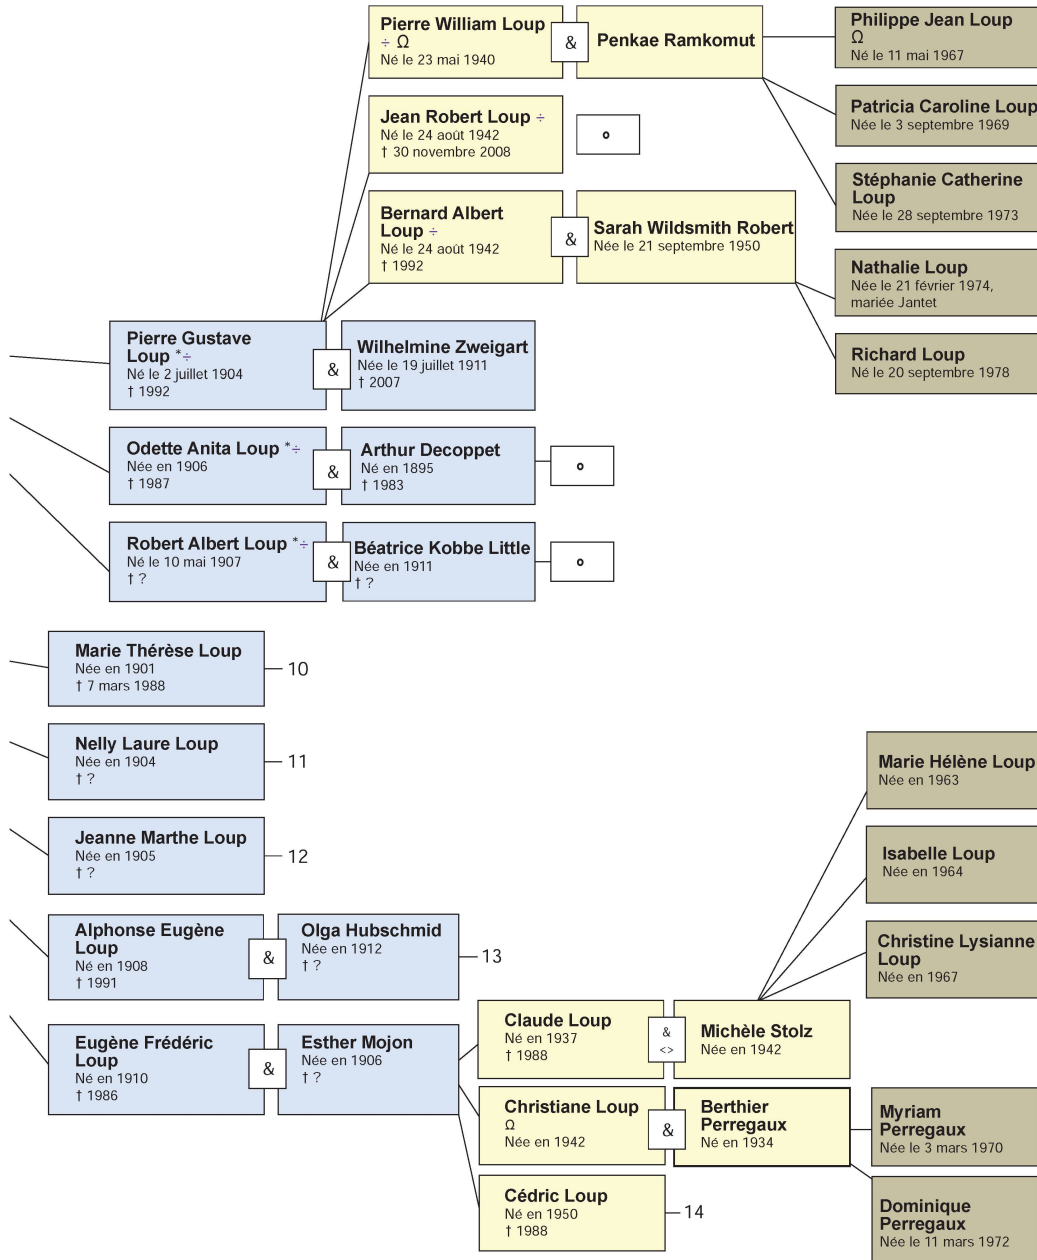 Pierre William Loup
÷ Ω
Né le 23 mai 1940
&
Penkae Ramkomut
Philippe Jean Loup
Ω
Né le 11 mai 1967
Patricia Caroline Loup
Née le 3 septembre 1969
Stéphanie Catherine
Loup
Née le 28 septembre 1973
Jean Robert Loup ÷
Né le 24 août 1942
† 30 novembre 2008
o
Bernard Albert
Loup ÷
Né le 24 août 1942
† 1992
&
Sarah Wildsmith Robert
Née le 21 septembre 1950
Nathalie Loup
Née le 21 février 1974,
mariée Jantet
Richard Loup
Né le 20 septembre 1978
Pierre Gustave
Loup *÷
Né le 2 juillet 1904
† 1992
&
Wilhelmine Zweigart
Née le 19 juillet 1911
† 2007
Odette Anita Loup *÷
Née en 1906
† 1987
&
Arthur Decoppet
Né en 1895
† 1983
o
Robert Albert Loup *÷
Né le 10 mai 1907
† ?
&
Béatrice Kobbe Little
Née en 1911
† ?
o
Marie Thérèse Loup
Née en 1901
† 7 mars 1988
10
Nelly Laure Loup
Née en 1904
† ?
11
Jeanne Marthe Loup
Née en 1905
† ?
12
Alphonse Eugène
Loup
Né en 1908
† 1991
&
Olga Hubschmid
Née en 1912
† ?
13
Eugène Frédéric
Loup
Né en 1910
† 1986
&
Esther Mojon
Née en 1906
† ?
Claude Loup
Né en 1937
† 1988
&
<>
Michèle Stolz
Née en 1942
Marie Hélène Loup
Née en 1963
Isabelle Loup
Née en 1964
Christine Lysianne
Loup
Née en 1967
Christiane Loup
Ω
Née en 1942
&
Berthier
Perregaux
Né en 1934
Myriam
Perregaux
Née le 3 mars 1970
Dominique
Perregaux
Née le 11 mars 1972
Cédric Loup
Né en 1950
† 1988
14